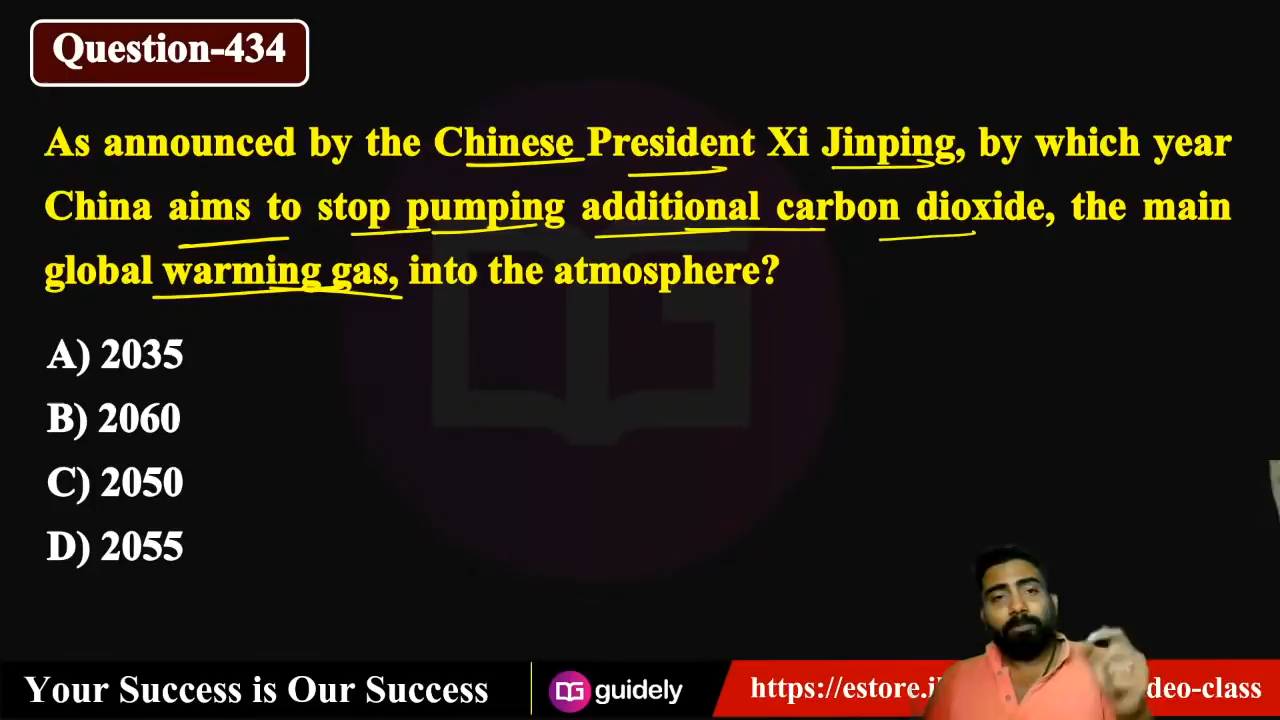 Question-434
As announced by the Chinese President Xi Jinping, by which year
China aims to stop pumping additional carbon dioxide, the main
global warming gas, into the atmosphere?
A) 2035
B) 2060
C) 2050
D) 2055
Your Success is Our Success
guidely
https://estore.i
deo-class